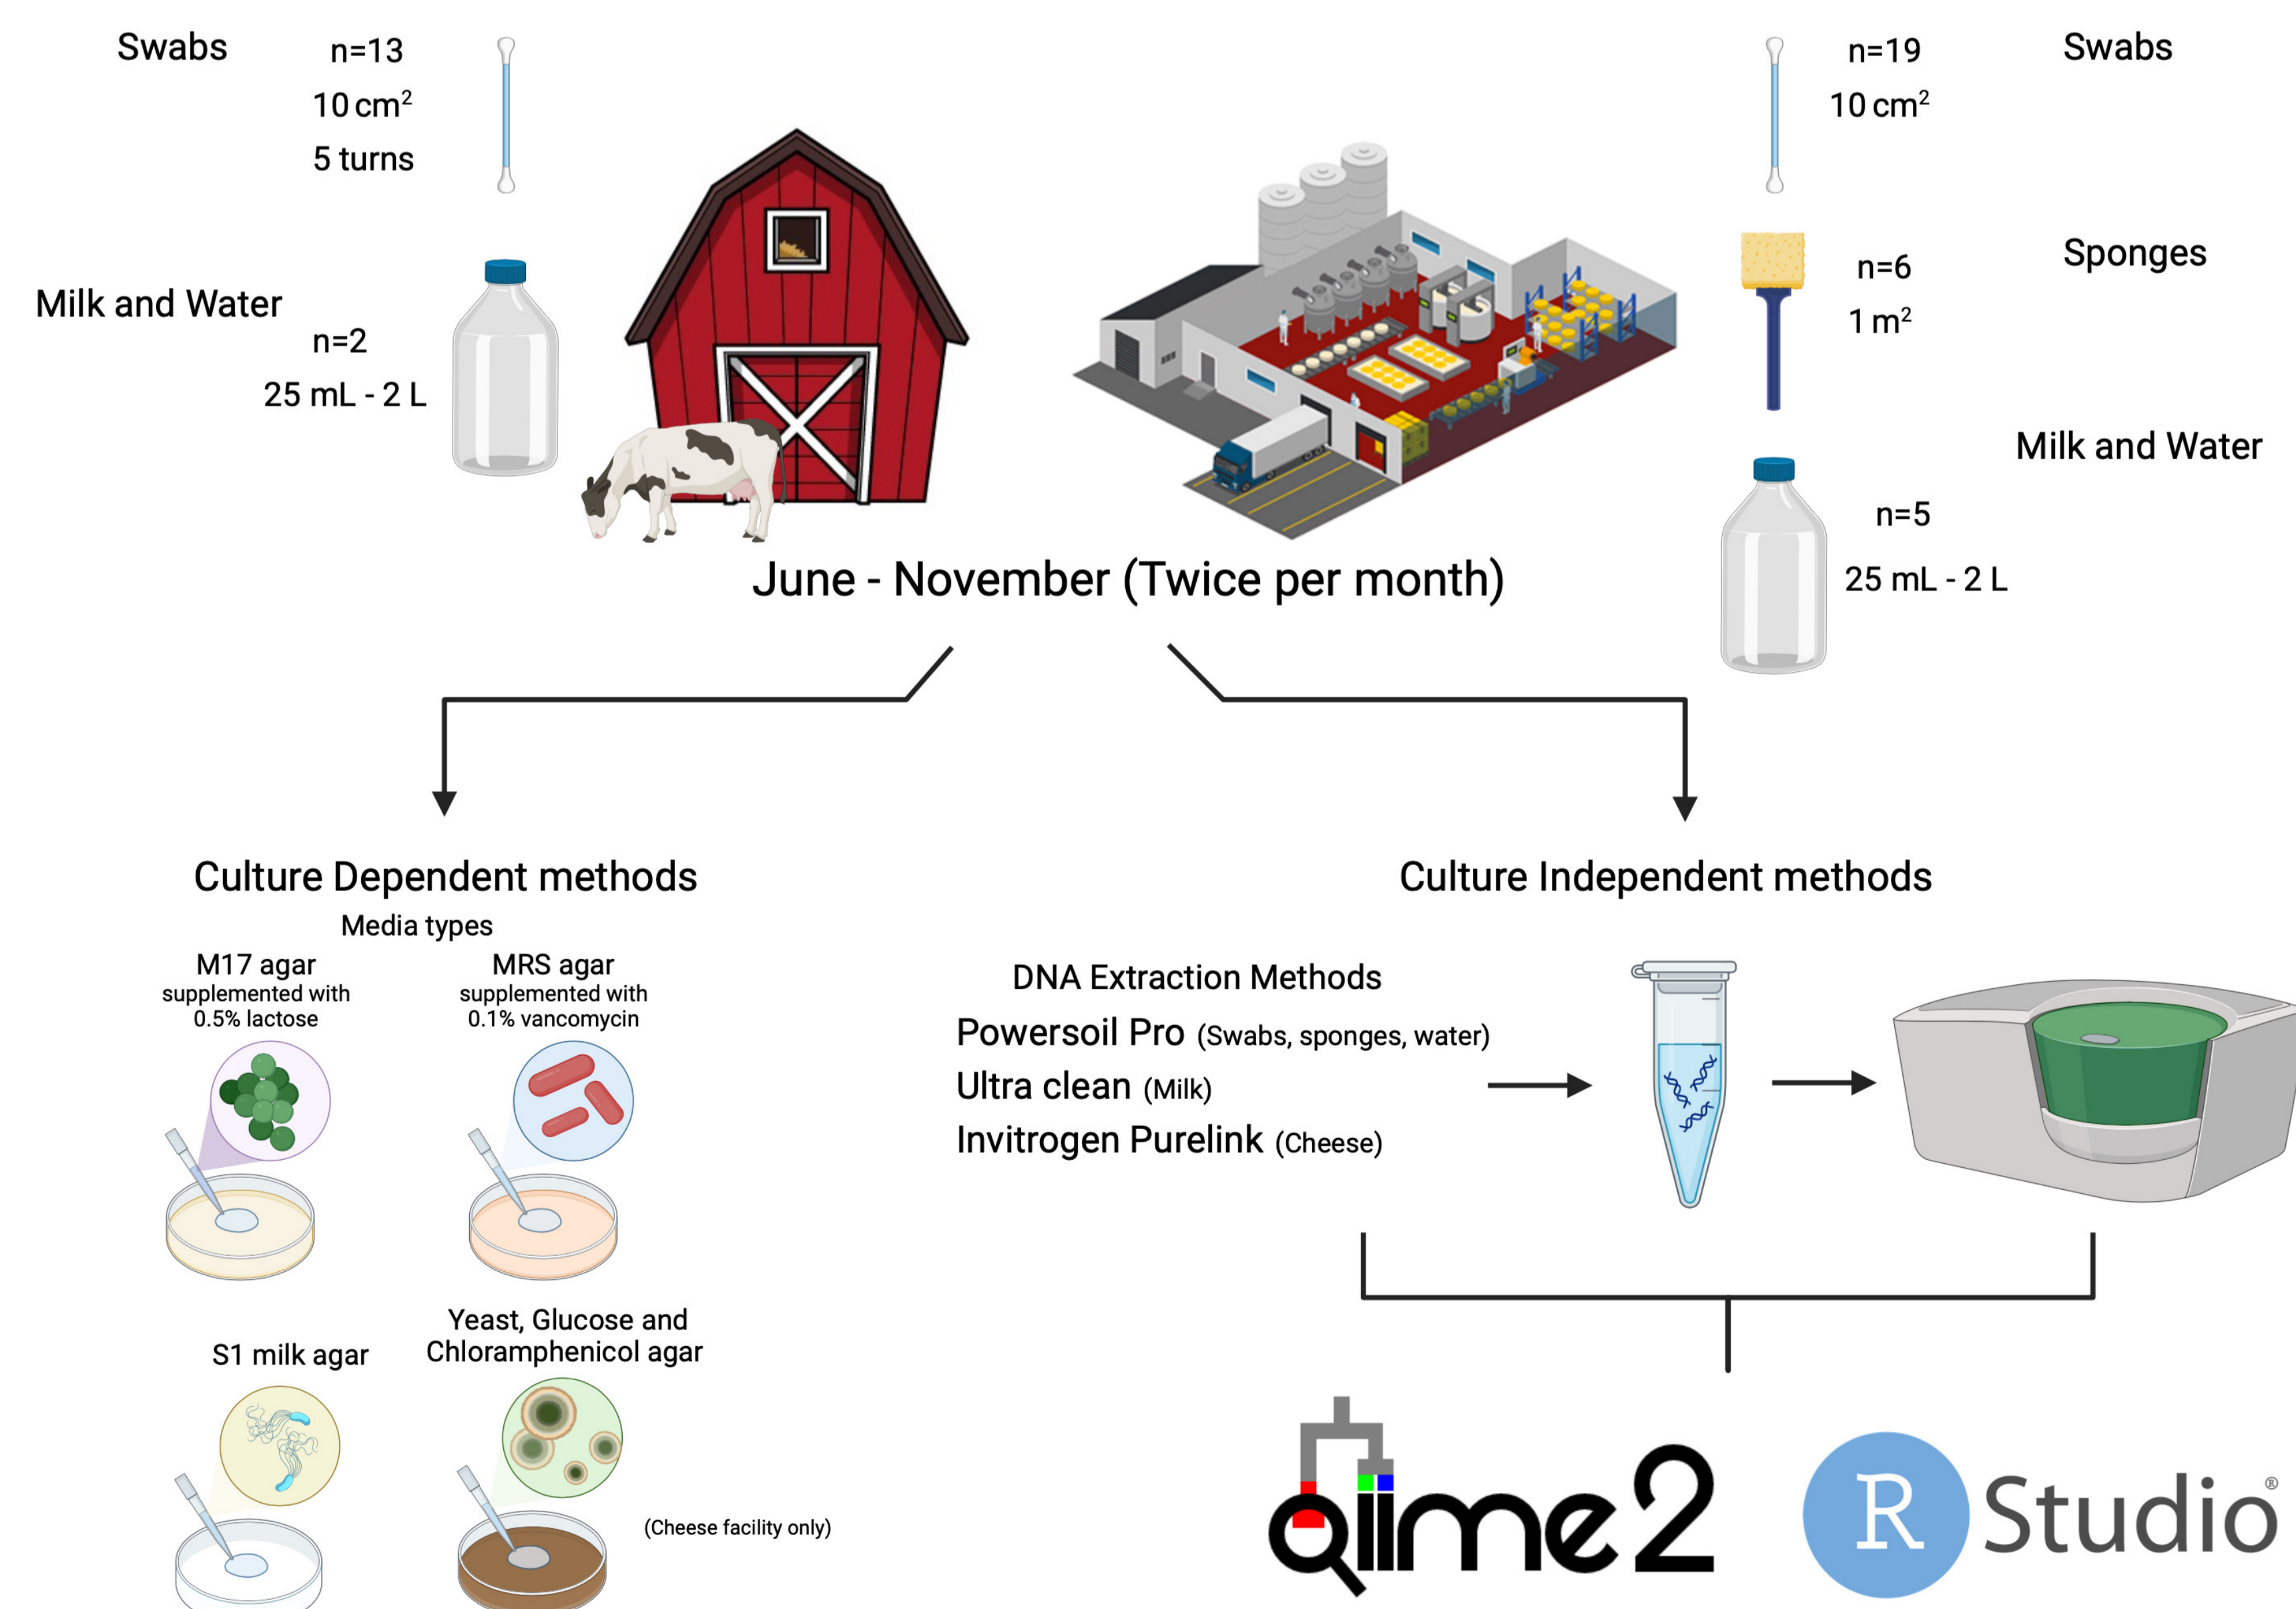 Swabs
n=13
10 cm²
5 turns
Milk and Water
n=2
25 mL - 2 L
n=19
Swabs
10 cm²
n=6
Sponges
1 m²
Milk and Water
n=5
25 mL - 2 L
June - November (Twice per month)
Culture Dependent methods
Media types
M17 agar
supplemented with
0.5% lactose
MRS agar
supplemented with
0.1% vancomycin
S1 milk agar
Yeast, Glucose and
Chloramphenicol agar
(Cheese facility only)
Culture Independent methods
DNA Extraction Methods
Powersoil Pro (Swabs, sponges, water)
Ultra clean (Milk)
Invitrogen Purelink (Cheese)
qiime2
R Studio®